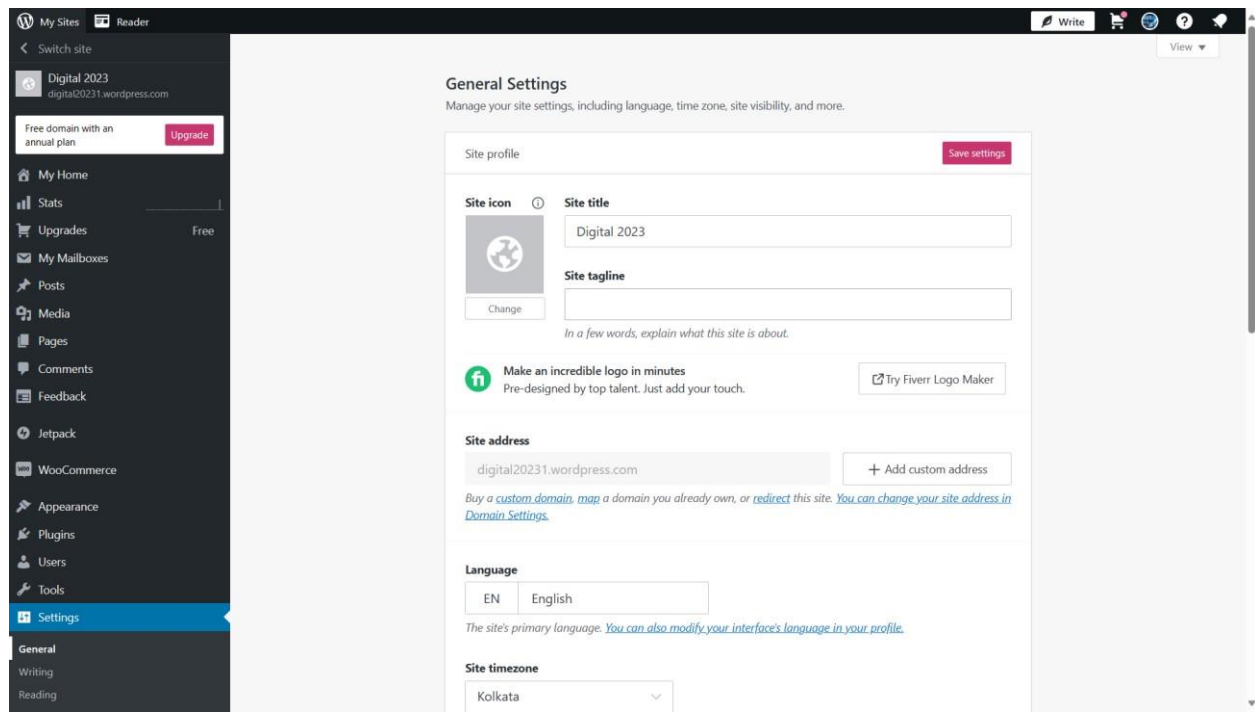 My Sites
Reader
Write
Switch site
View ▼
Digital 2023
digital20231.wordpress.com
Free domain with an
annual plan
Upgrade
My Home
Stats
Upgrades Free
My Mailboxes
Posts
Media
Pages
Comments
Feedback
Jetpack
WooCommerce
Appearance
Plugins
Users
Tools
Settings
General
Writing
Reading
General Settings
Manage your site settings, including language, time zone, site visibility, and more.
Site profile
Save settings
Site icon
Change
Site title
Digital 2023
Site tagline
In a few words, explain what this site is about.
fi
Make an incredible logo in minutes
Pre-designed by top talent. Just add your touch.
Try Fiverr Logo Maker
Site address
digital20231.wordpress.com
+ Add custom address
Buy a custom domain, map a domain you already own, or redirect this site. You can change your site address in
Domain Settings.
Language
EN English
The site's primary language. You can also modify your interface's language in your profile.
Site timezone
Kolkata